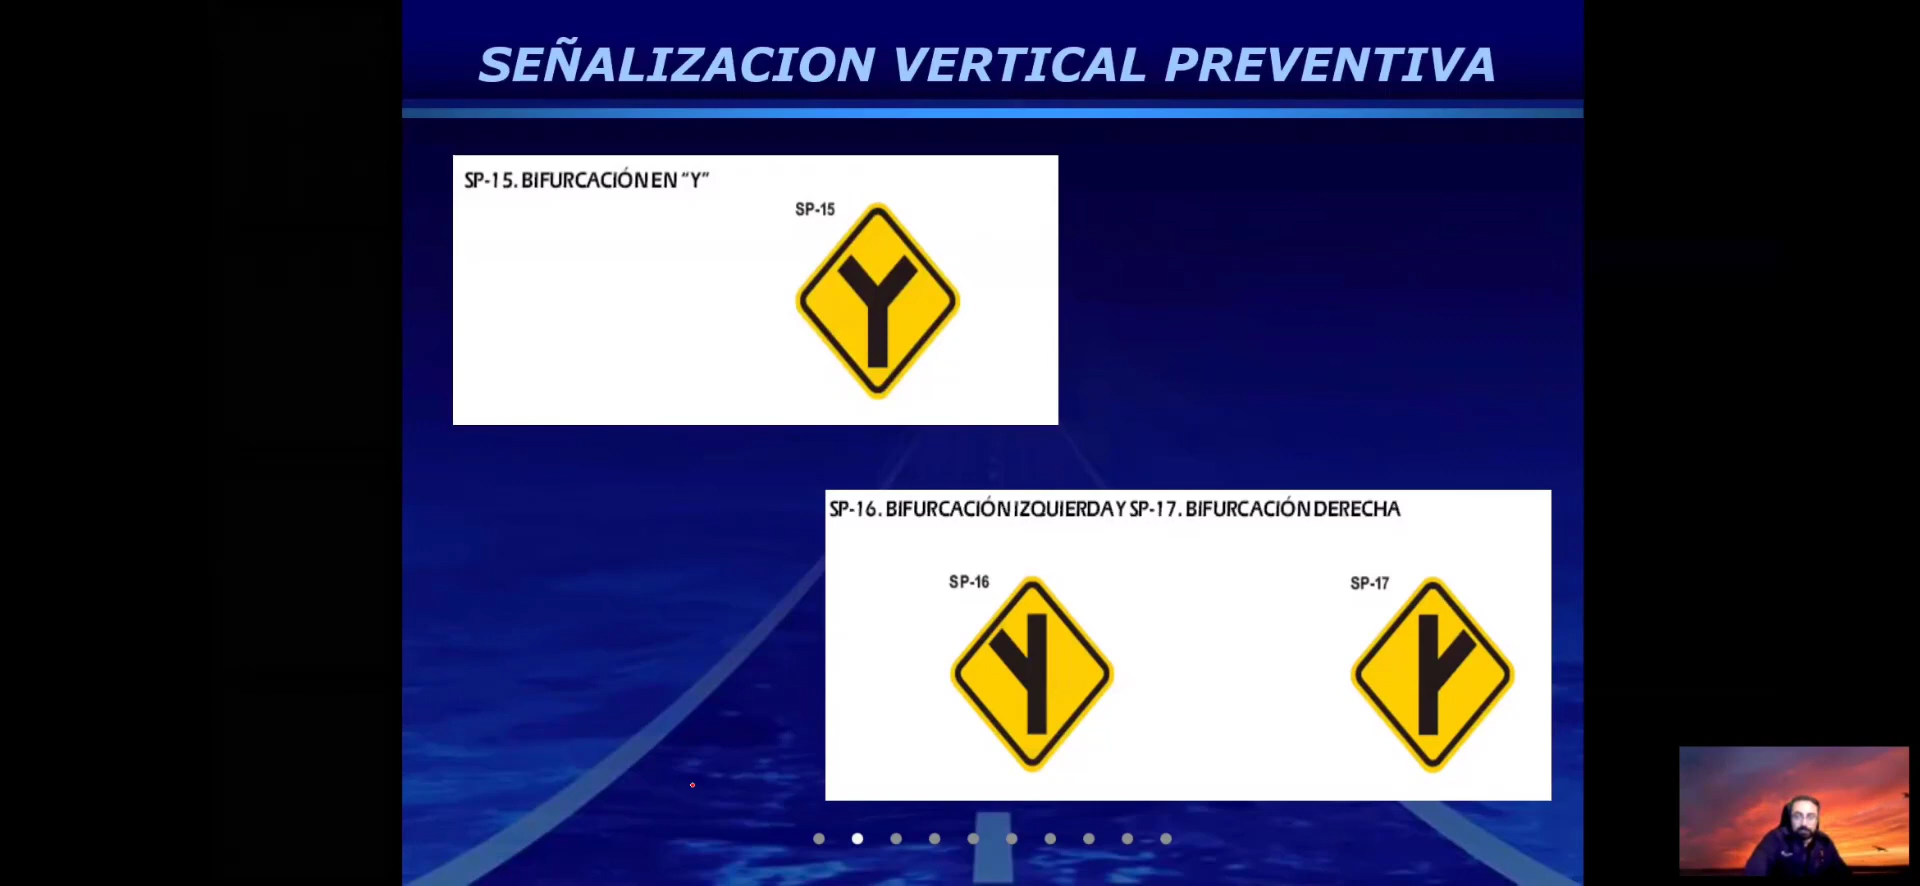 SEÑALIZACION VERTICAL PREVENTIVA
SP-15. BIFURCACIÓN EN “Y”
SP-15
SP-16. BIFURCACIÓN IZQUIERDA Y SP-17. BIFURCACIÓN DERECHA
SP-16
SP-17